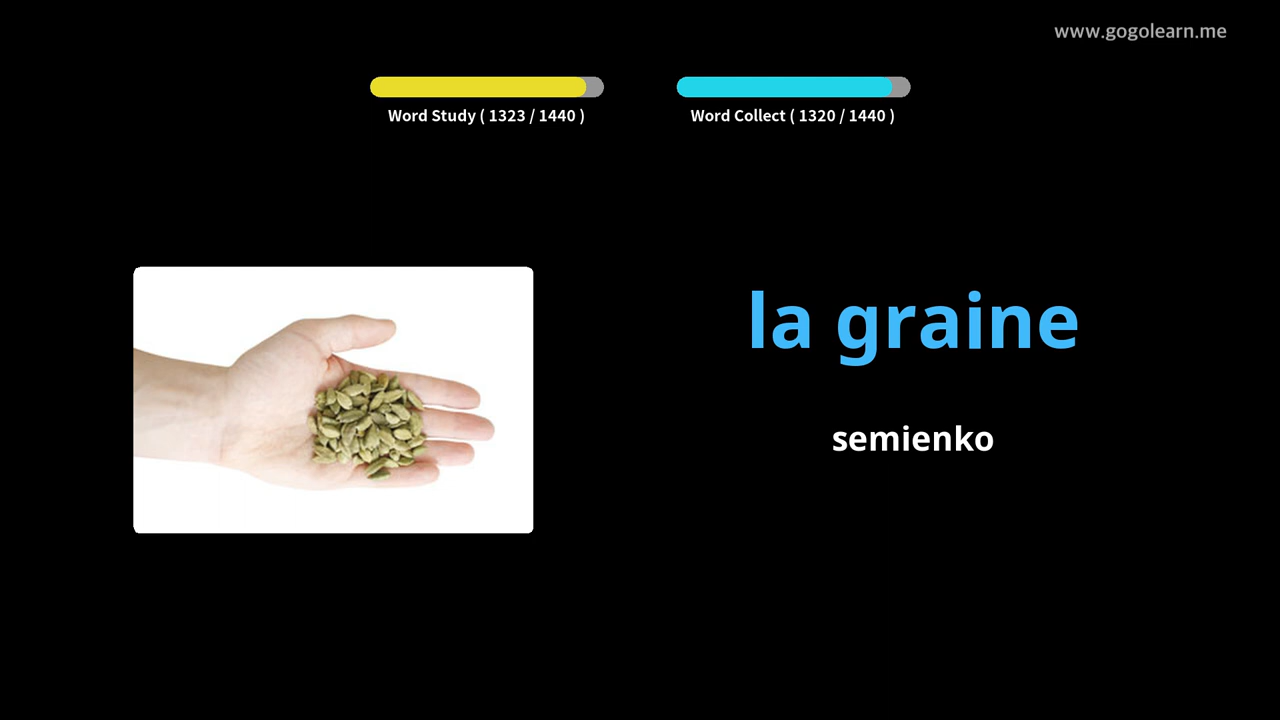 www.gogolearn.me
Word Study ( 1323 / 1440 )
Word Collect ( 1320 / 1440 )
la graine
semienko